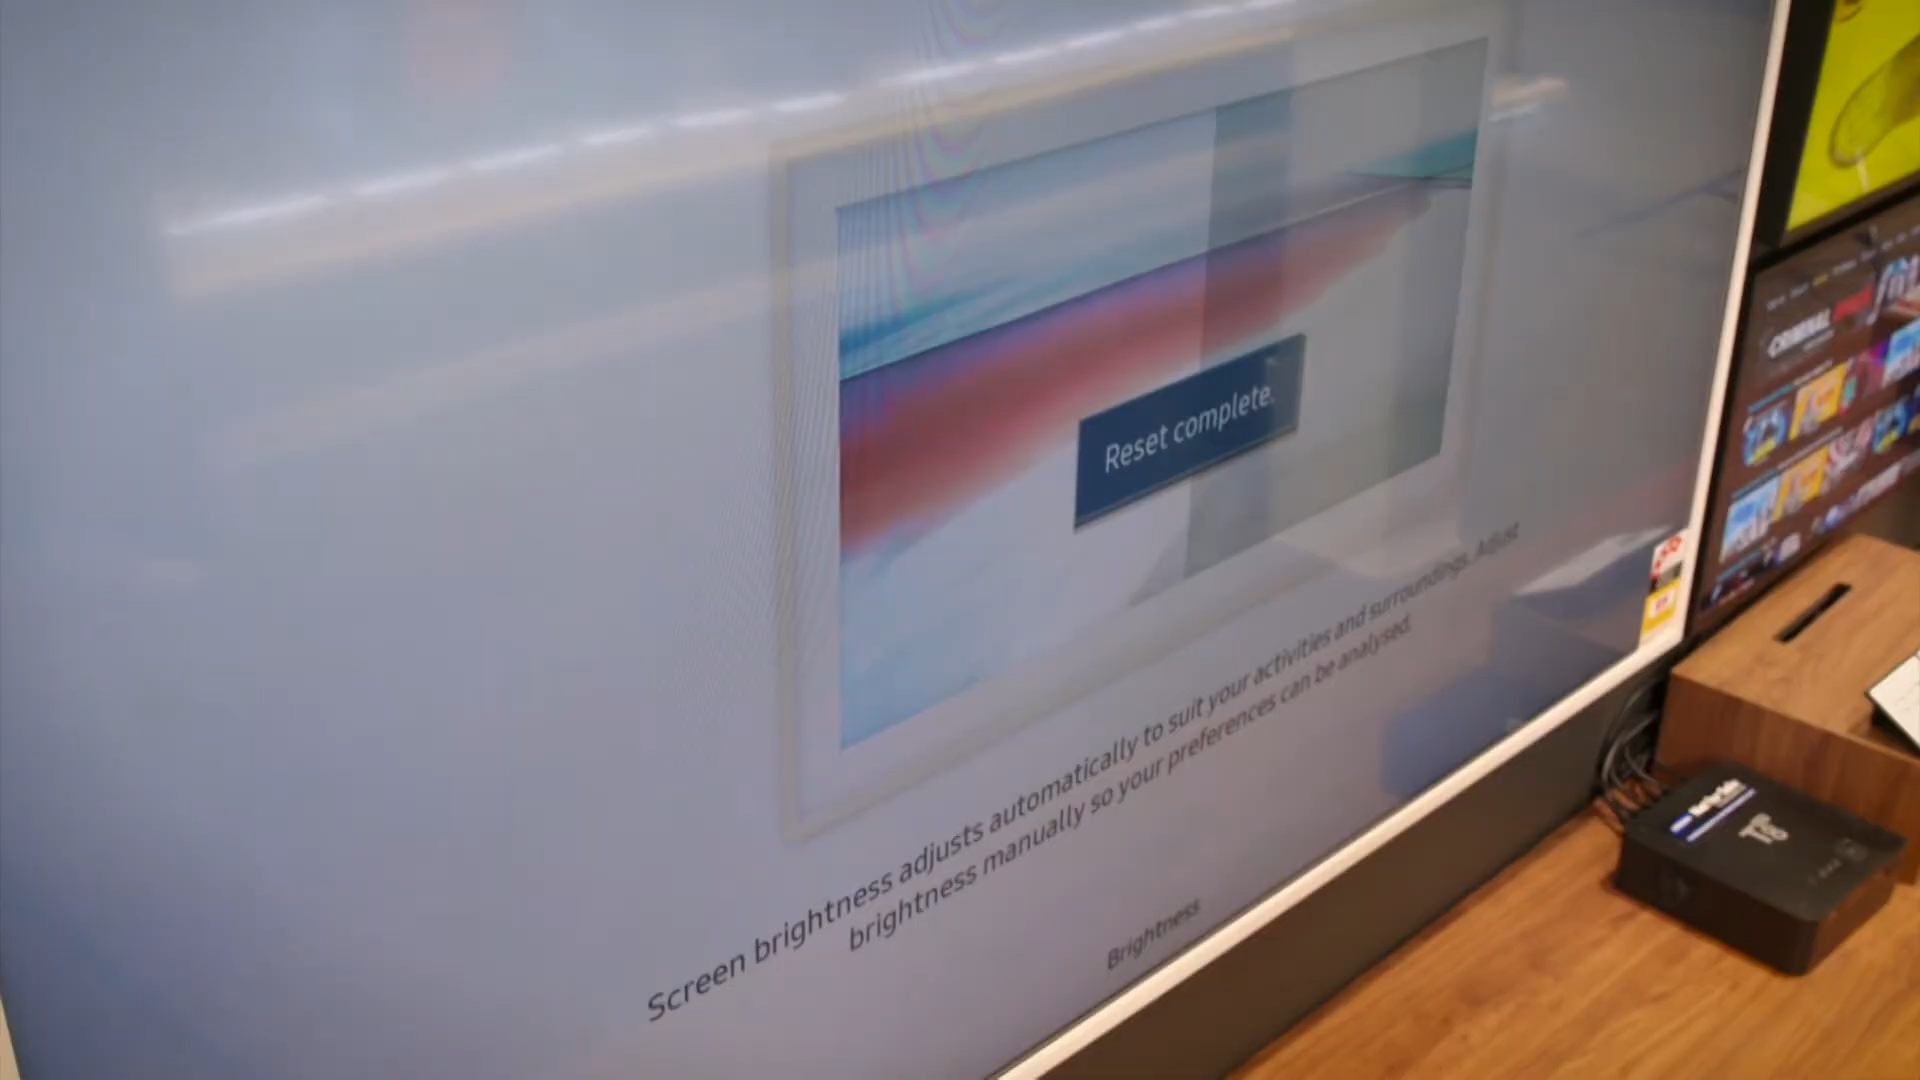 Reset complete.
Screen brightness adjusts automatically to suit your activities and surroundings. Adjust
brightness manually so your preferences can be analysed.
Brightness
CRIMINAL